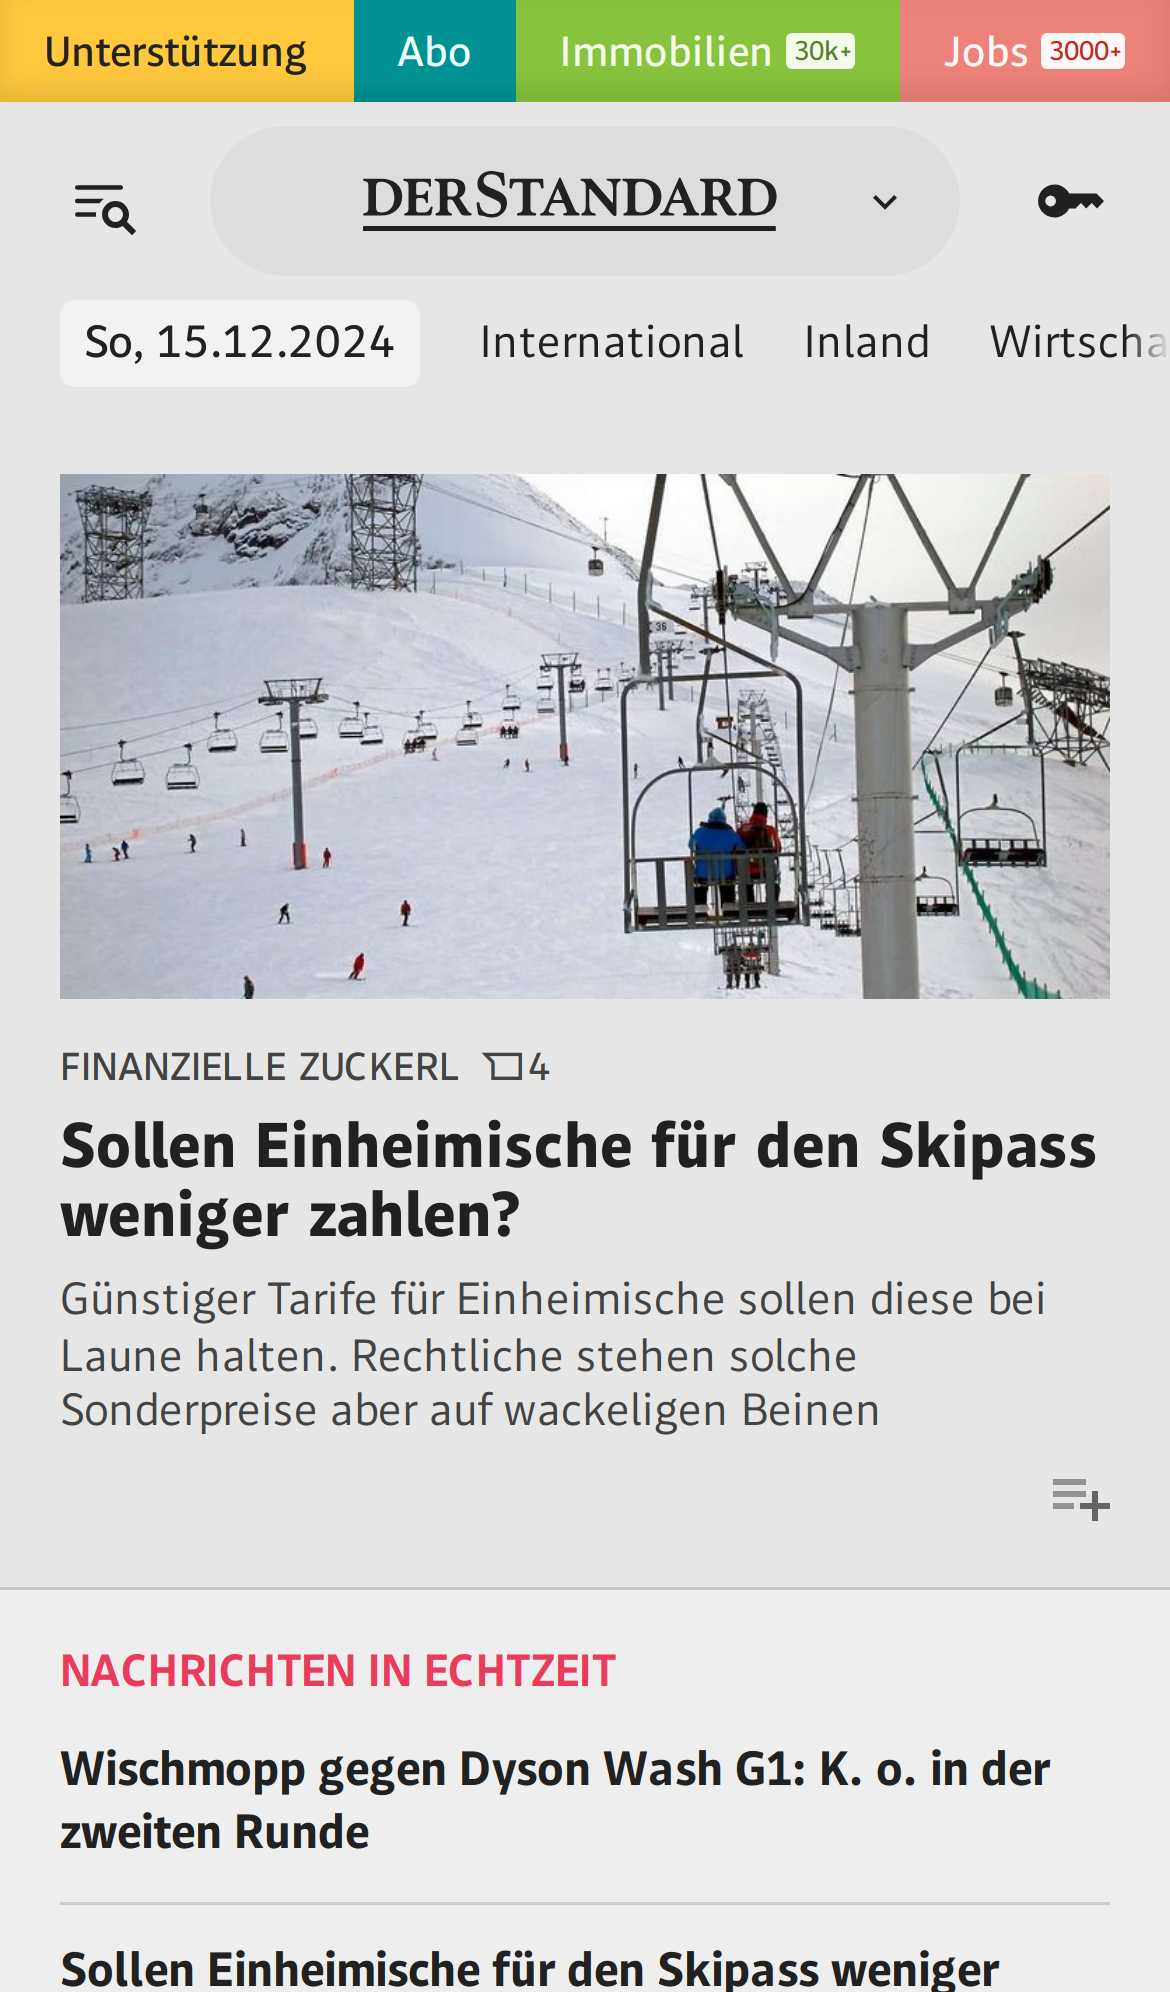 Unterstützung Abo Immobilien 30k+ Jobs 3000+
DERSTANDARD
So, 15.12.2024 International Inland Wirtscha
36
FINANZIELLE ZUCKERL 4
Sollen Einheimische für den Skipass
weniger zahlen?
Günstiger Tarife für Einheimische sollen diese bei
Laune halten. Rechtliche stehen solche
Sonderpreise aber auf wackeligen Beinen
NACHRICHTEN IN ECHTZEIT
Wischmopp gegen Dyson Wash G1: K. o. in der
zweiten Runde
Sollen Einheimische für den Skipass weniger